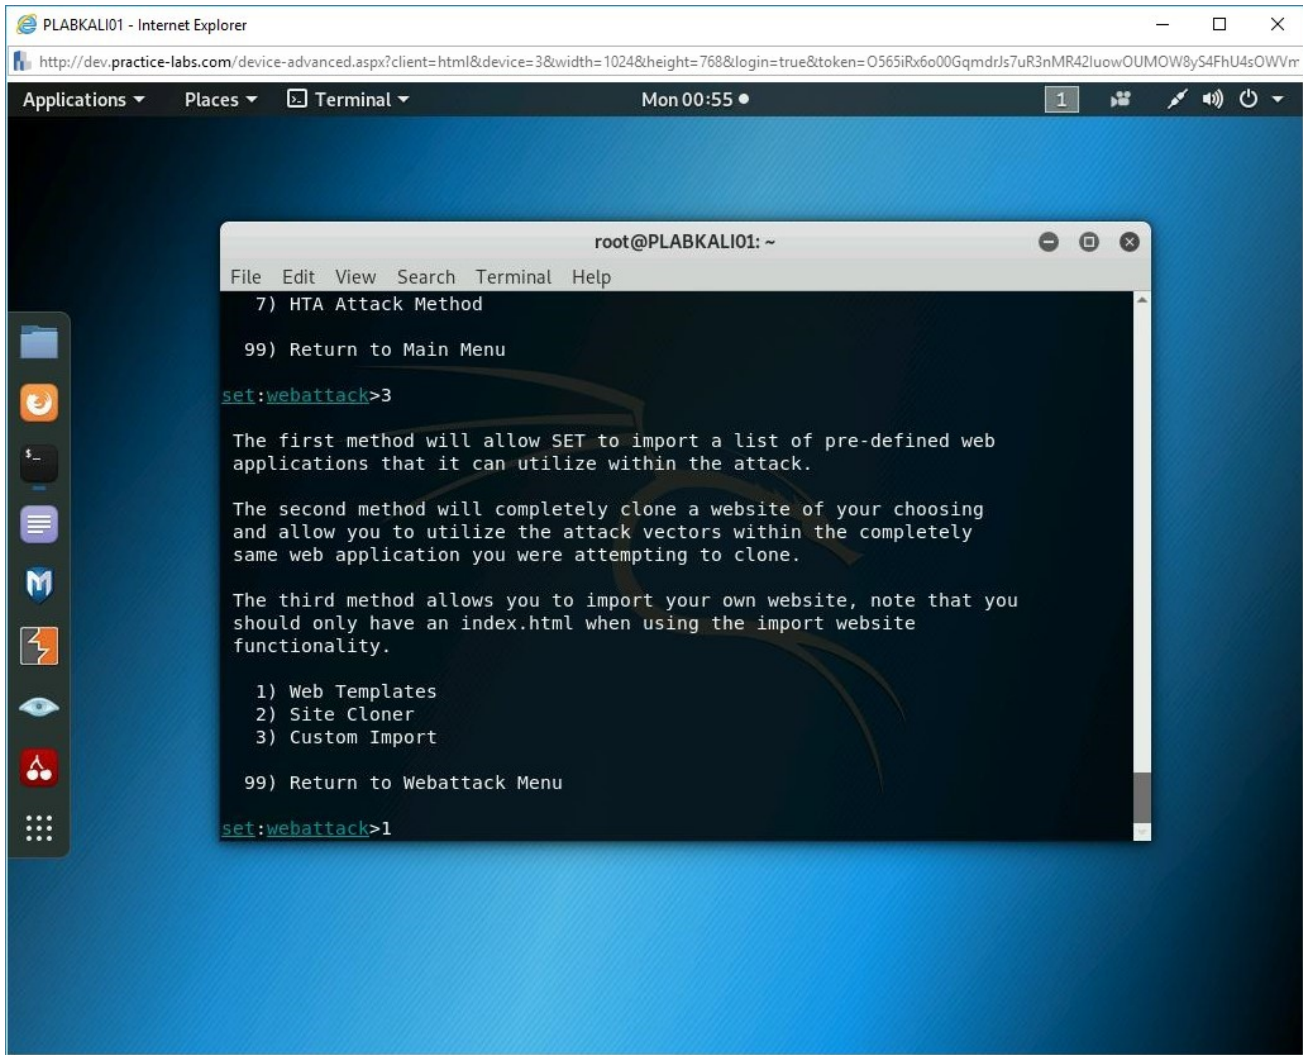 PLABKALI01 - Internet Explorer
http://dev.practice-labs.com/device-advanced.aspx?client=html&device=3&width=1024&height=768&login=true&token=O565iRx6o00GqmdrJs7uR3nMR42IuowOUMOW8yS4FhU4sOWVm
Applications Places Terminal Mon 00:55 1
root@PLABKALI01: ~
File Edit View Search Terminal Help
7) HTA Attack Method
99) Return to Main Menu
set:webattack>3
The first method will allow SET to import a list of pre-defined web
applications that it can utilize within the attack.
The second method will completely clone a website of your choosing
and allow you to utilize the attack vectors within the completely
same web application you were attempting to clone.
The third method allows you to import your own website, note that you
should only have an index.html when using the import website
functionality.
1) Web Templates
2) Site Cloner
3) Custom Import
99) Return to Webattack Menu
set:webattack>1